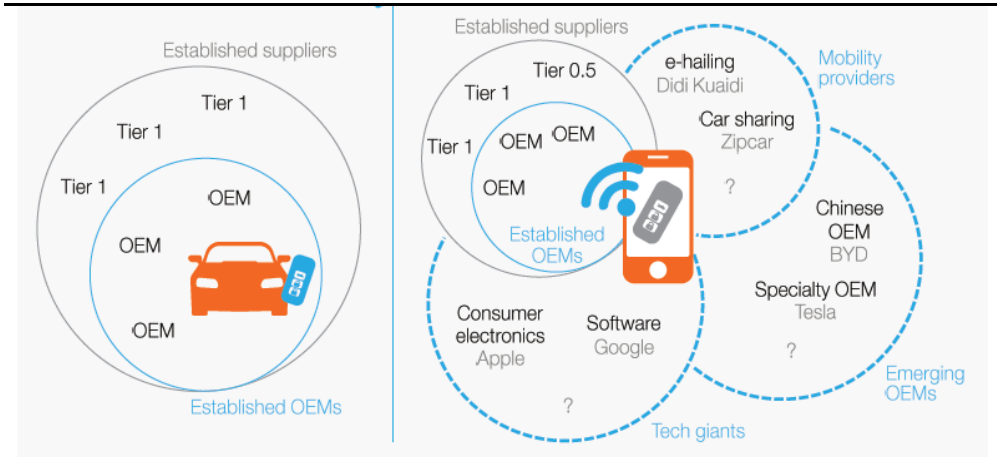 Established suppliers
Tier 1
Tier 1
Tier 1
OEM
OEM
OEM
Established OEMs
Established suppliers
Tier 0.5
Tier 1
Tier 1
OEM
OEM
OEM
Established
OEMs
e-hailing
Didi Kuaidi
Car sharing
Zipcar
?
Mobility
providers
Chinese
OEM
BYD
Specialty OEM
Tesla
?
Emerging
OEMs
Consumer
electronics
Apple
Software
Google
?
Tech giants